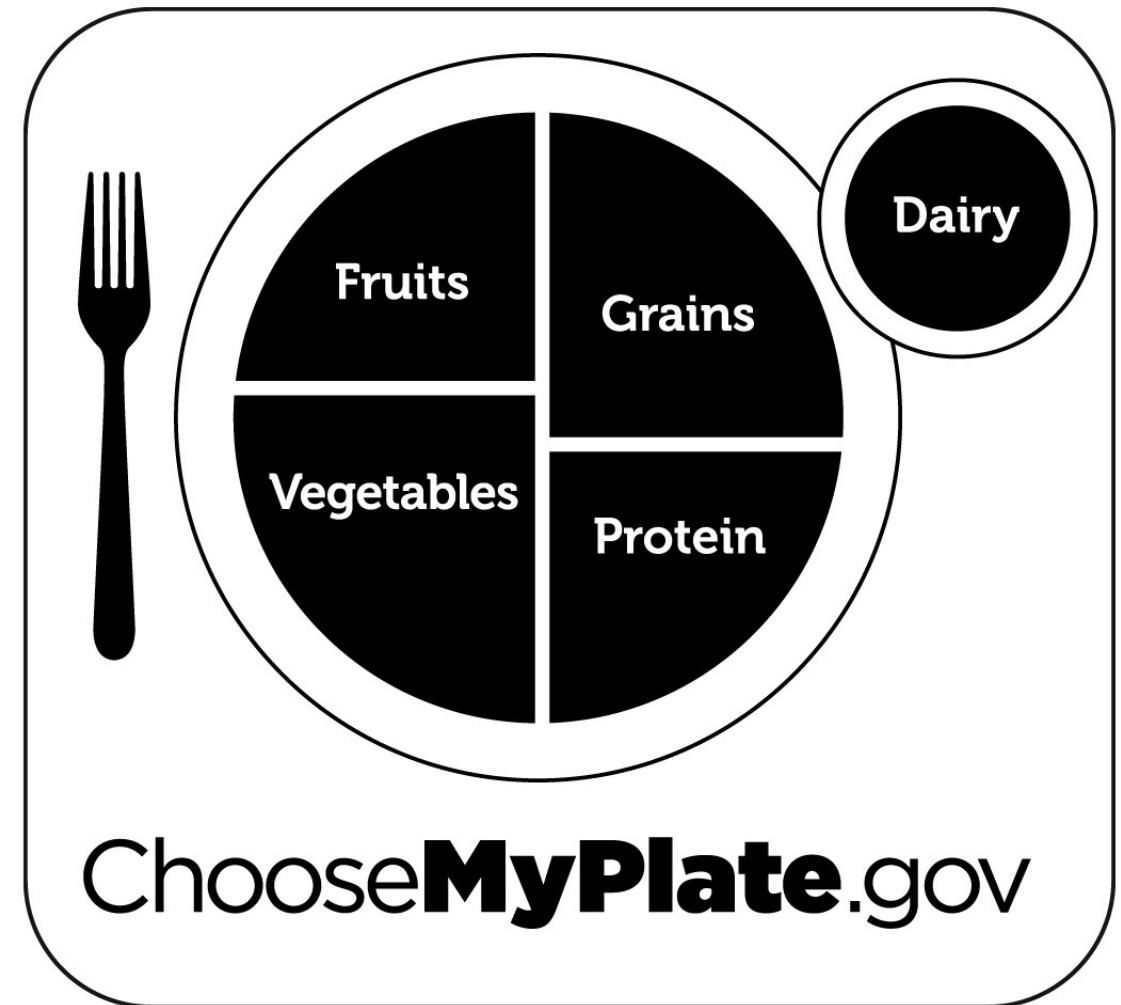 Dairy
Fruits
Grains
Vegetables
Protein
ChooseMyPlate.gov